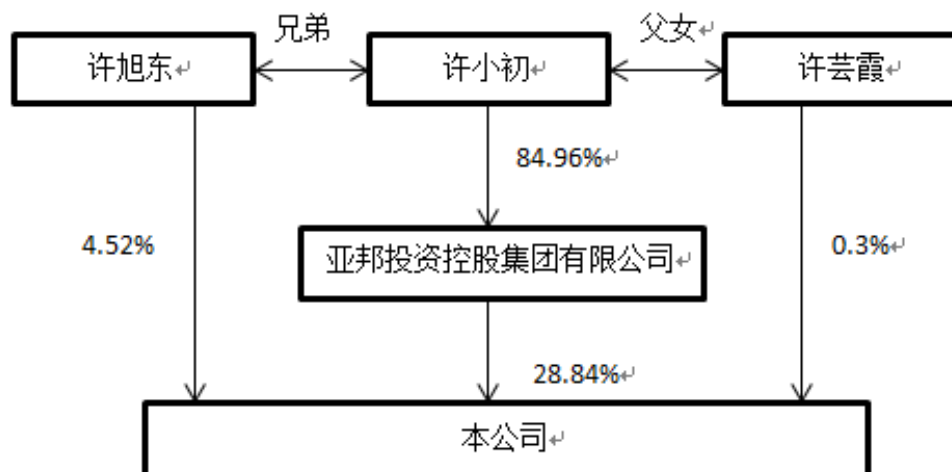 兄弟
父女
许旭东
许小初
许芸霞
84.96%
4.52%
0.3%
亚邦投资控股集团有限公司
28.84%
本公司